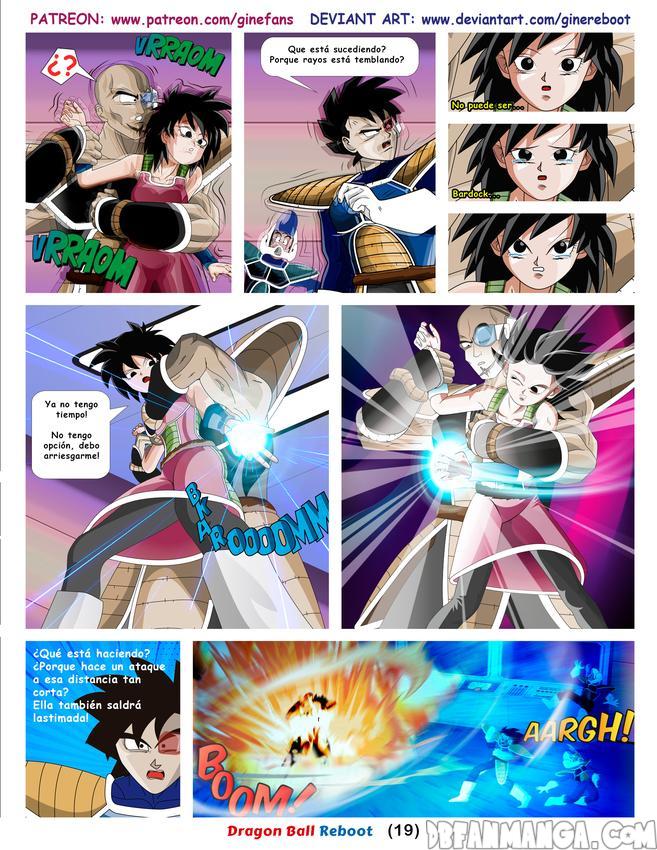 PATREON: www.patreon.com/ginefans DEVIANT ART: www.deviantart.com/ginereboot
¿?
VRRAOM
VRRAOM
Que está sucediendo?
Porque rayos está temblando?
No puede ser...
Bardock...
Ya no tengo
tiempo!
No tengo
opción, debo
arriesgarme!
BKAROOOOMM
¿Qué está haciendo?
¿Porque hace un ataque
a esa distancia tan
corta?
Ella también saldrá
lastimada!
BOOM!
AARGH!
Dragon Ball Reboot (19)
DBFANMANGA.COM